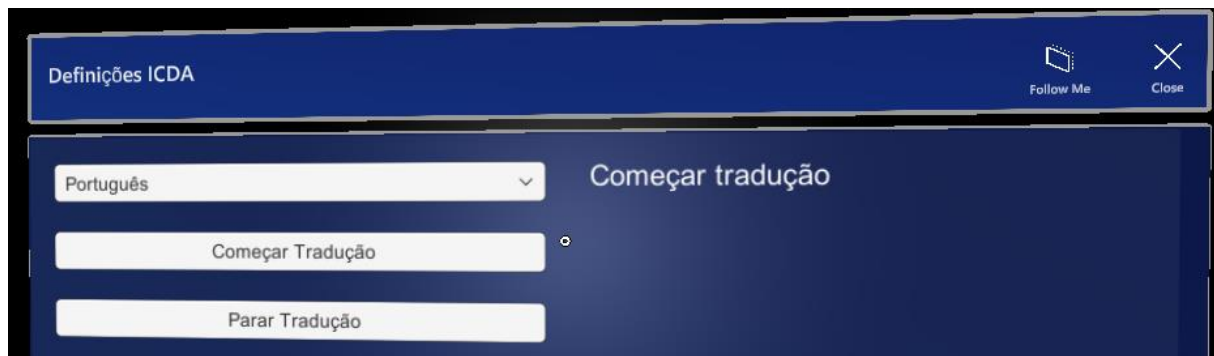 Definições ICDA
Follow Me
Close
Português
Começar tradução
Começar Tradução
Parar Tradução